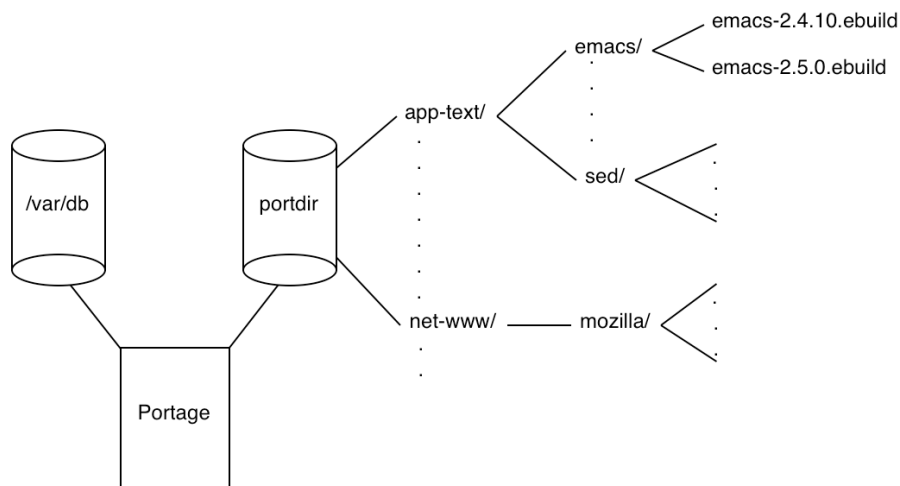 emacs-2.4.10.ebuild
emacs/
emacs-2.5.0.ebuild
app-text/
sed/
/var/db
portdir
net-www/
mozilla/
Portage